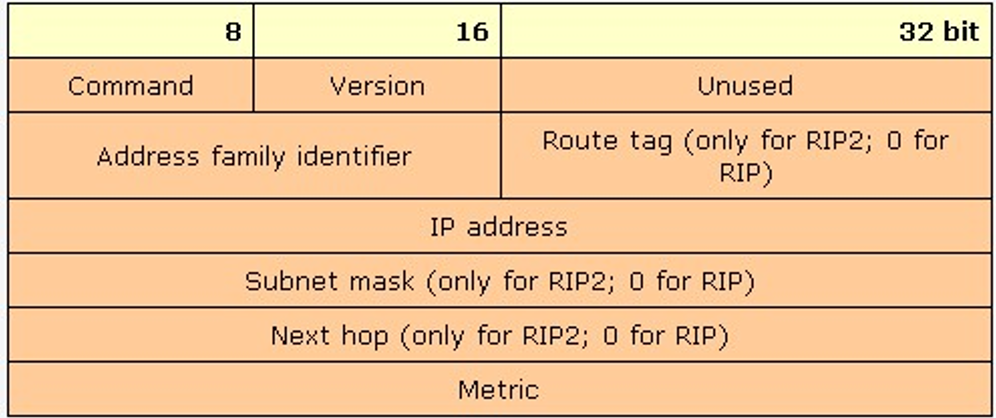 8
16
32 bit
Command
Version
Unused
Address family identifier
Route tag (only for RIP2; 0 for
RIP)
IP address
Subnet mask (only for RIP2; 0 for RIP)
Next hop (only for RIP2; 0 for RIP)
Metric